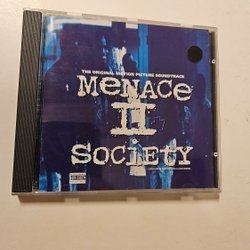 THE ORIGINAL MOTION PICTURE SOUNDTRACK
MENACE
II
SOCIETY